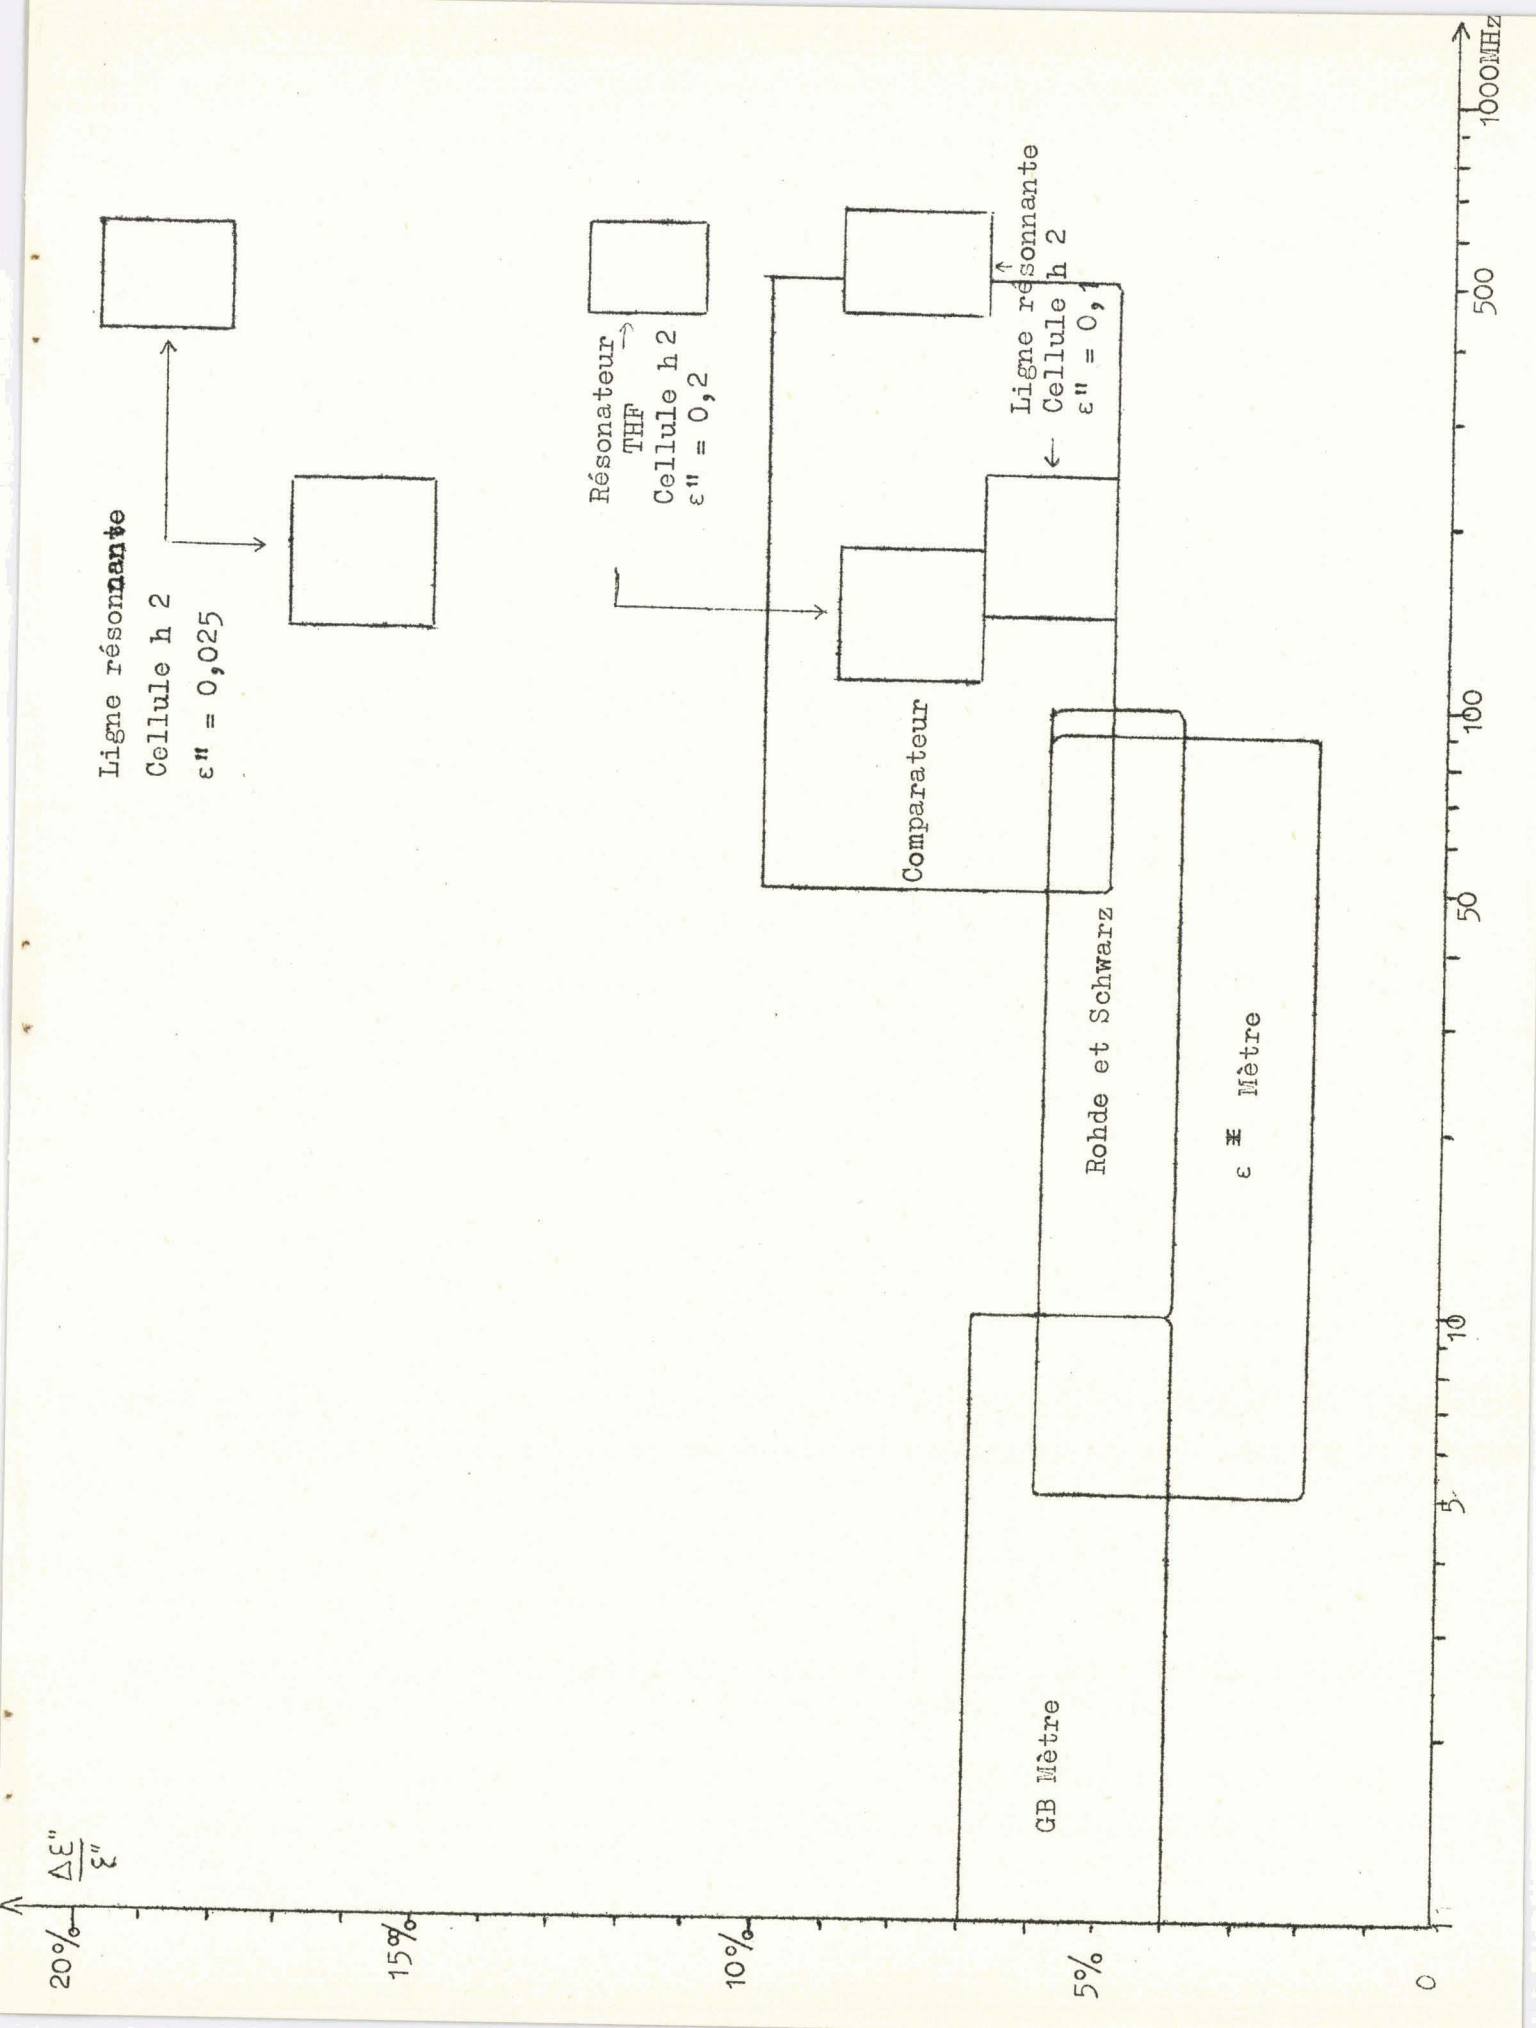 Δε"
ε"
20%
15%
10%
5%
0
Ligne résonnante
Cellule h 2
ε" = 0,025
Résonateur →
THF
Cellule h 2
ε" = 0,2
Ligne résonnante
Cellule h 2
ε" = 0,1
Comparateur
Rohde et Schwarz
ε * Mètre
GB Mètre
5
10
50
100
500
1000MHz